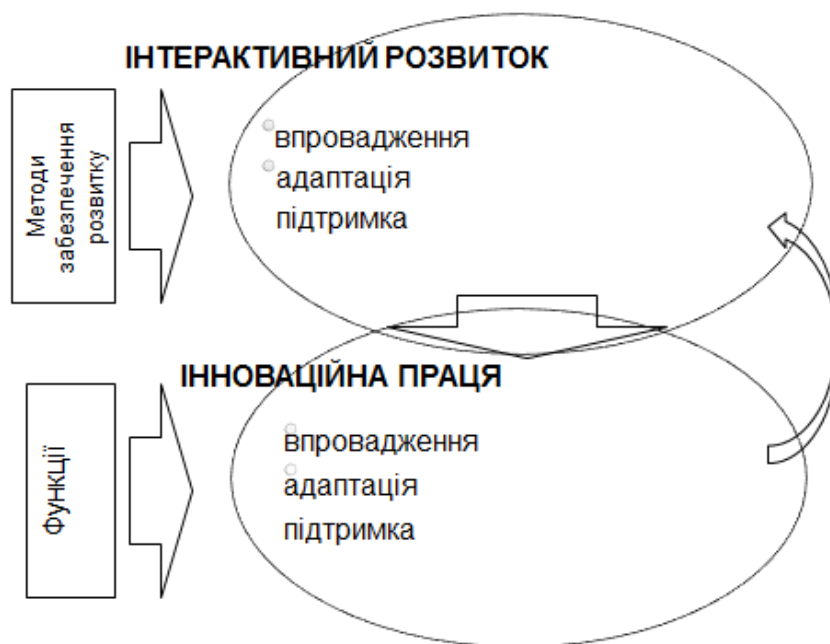 ІНТЕРАКТИВНИЙ РОЗВИТОК
Методи
забезпечення
розвитку
впровадження
адаптація
підтримка
ІННОВАЦІЙНА ПРАЦЯ
Функції
впровадження
адаптація
підтримка